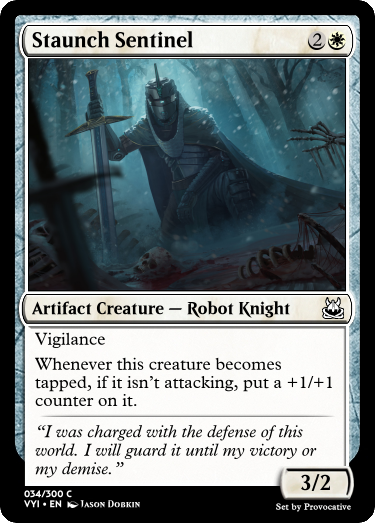 Staunch Sentinel 2
Artifact Creature — Robot Knight
Vigilance
Whenever this creature becomes
tapped, if it isn't attacking, put a +1/+1
counter on it.
“I was charged with the defense of this
world. I will guard it until my victory or
my demise.”
3/2
034/300 C
VYI • EN Jason Dobkin
Set by Provocative